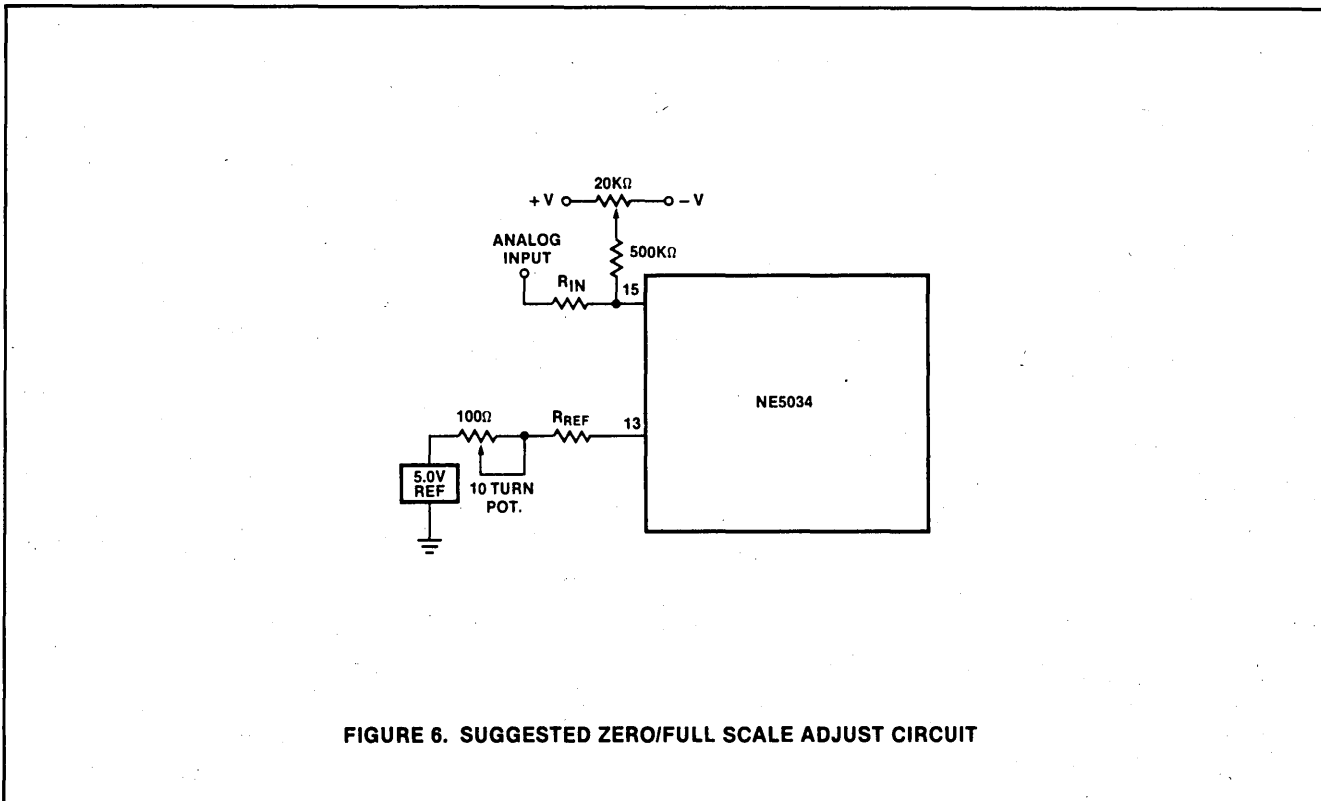 20KΩ
+ V
– V
ANALOG
INPUT
500KΩ
RIN
15
NE5034
100Ω
RREF
13
5.0V
REF
10 TURN
POT.
FIGURE 6. SUGGESTED ZERO/FULL SCALE ADJUST CIRCUIT